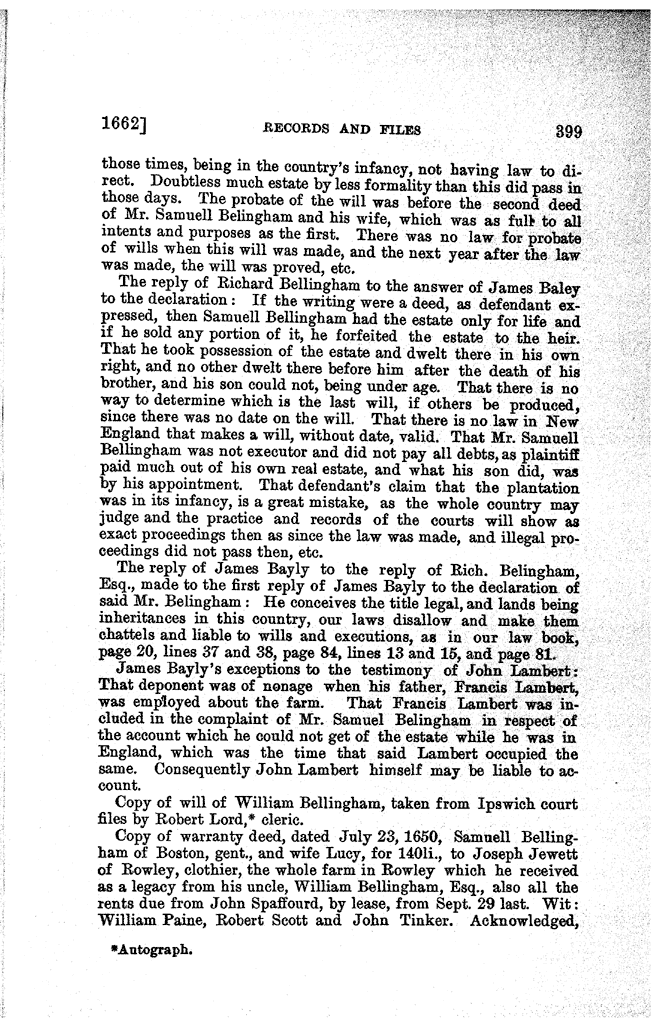 1662]          RECORDS AND FILES          399
those times, being in the country's infancy, not having law to di-
rect. Doubtless much estate by less formality than this did pass in
those days. The probate of the will was before the second deed
of Mr. Samuell Belingham and his wife, which was as full to all
intents and purposes as the first. There was no law for probate
of wills when this will was made, and the next year after the law
was made, the will was proved, etc.
The reply of Richard Bellingham to the answer of James Baley
to the declaration: If the writing were a deed, as defendant ex-
pressed, then Samuell Bellingham had the estate only for life and
if he sold any portion of it, he forfeited the estate to the heir.
That he took possession of the estate and dwelt there in his own
right, and no other dwelt there before him after the death of his
brother, and his son could not, being under age. That there is no
way to determine which is the last will, if others be produced,
since there was no date on the will. That there is no law in New
England that makes a will, without date, valid. That Mr. Samuell
Bellingham was not executor and did not pay all debts, as plaintiff
paid much out of his own real estate, and what his son did, was
by his appointment. That defendant's claim that the plantation
was in its infancy, is a great mistake, as the whole country may
judge and the practice and records of the courts will show as
exact proceedings then as since the law was made, and illegal pro-
ceedings did not pass then, etc.
The reply of James Bayly to the reply of Rich. Belingham,
Esq., made to the first reply of James Bayly to the declaration of
said Mr. Belingham: He conceives the title legal, and lands being
inheritances in this country, our laws disallow and make them
chattels and liable to wills and executions, as in our law book,
page 20, lines 37 and 38, page 84, lines 13 and 15, and page 81.
James Bayly's exceptions to the testimony of John Lambert:
That deponent was of nonage when his father, Francis Lambert,
was employed about the farm. That Francis Lambert was in-
cluded in the complaint of Mr. Samuel Belingham in respect of
the account which he could not get of the estate while he was in
England, which was the time that said Lambert occupied the
same. Consequently John Lambert himself may be liable to ac-
count.
Copy of will of William Bellingham, taken from Ipswich court
files by Robert Lord,* cleric.
Copy of warranty deed, dated July 23, 1650, Samuell Belling-
ham of Boston, gent., and wife Lucy, for 140li., to Joseph Jewett
of Rowley, clothier, the whole farm in Rowley which he received
as a legacy from his uncle, William Bellingham, Esq., also all the
rents due from John Spaffourd, by lease, from Sept. 29 last. Wit:
William Paine, Robert Scott and John Tinker. Acknowledged,
*Autograph.